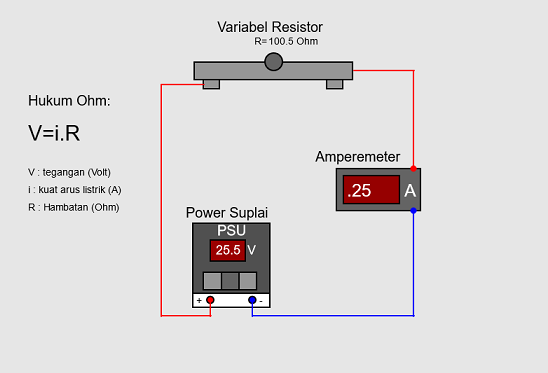 Variabel Resistor
R=100.5 Ohm
Hukum Ohm:
V=i.R
V : tegangan (Volt)
i : kuat arus listrik (A)
R : Hambatan (Ohm)
Amperemeter
.25 A
Power Suplai
PSU
25.5 V
+ -